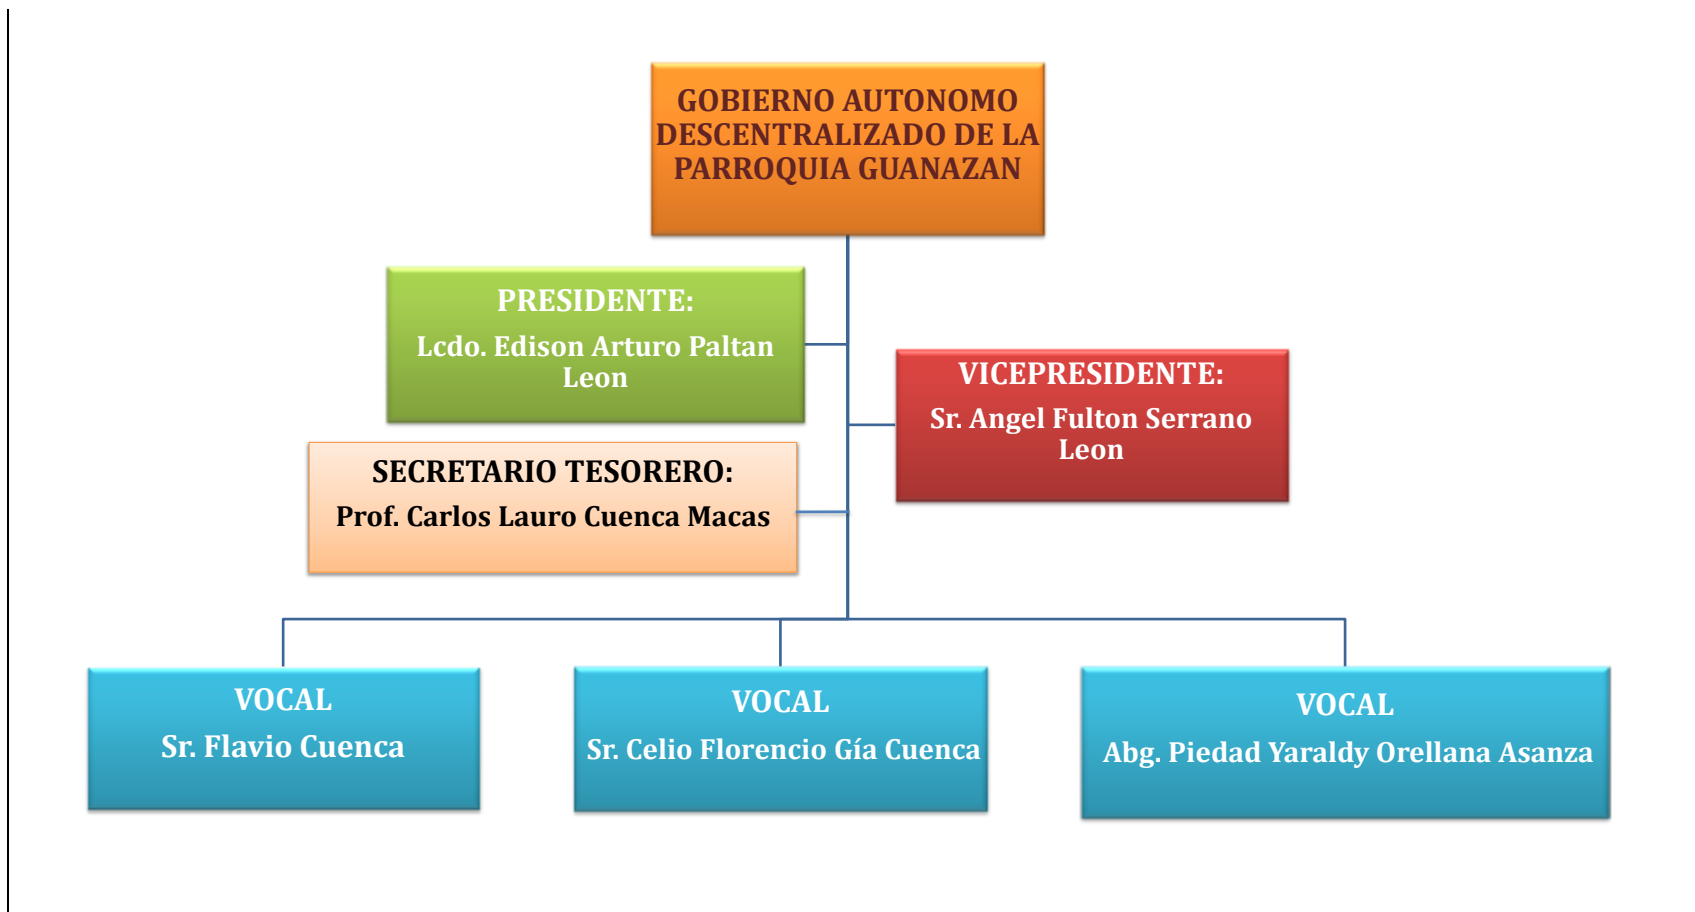 GOBIERNO AUTONOMO
DESCENTRALIZADO DE LA
PARROQUIA GUANAZAN
PRESIDENTE:
Lcdo. Edison Arturo Paltan
Leon
VICEPRESIDENTE:
Sr. Angel Fulton Serrano
Leon
SECRETARIO TESORERO:
Prof. Carlos Lauro Cuenca Macas
VOCAL
Sr. Flavio Cuenca
VOCAL
Sr. Celio Florencio Gía Cuenca
VOCAL
Abg. Piedad Yaraldy Orellana Asanza